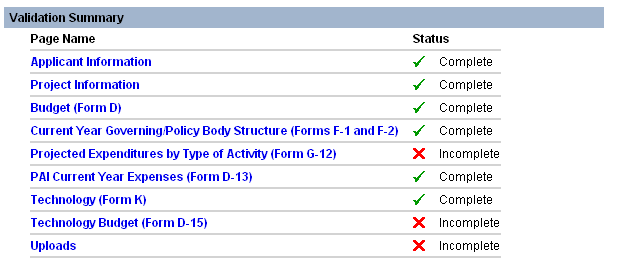 Validation Summary
Page Name Status
Applicant Information Complete
Project Information Complete
Budget (Form D) Complete
Current Year Governing/Policy Body Structure (Forms F-1 and F-2) Complete
Projected Expenditures by Type of Activity (Form G-12) Incomplete
PAI Current Year Expenses (Form D-13) Complete
Technology (Form K) Complete
Technology Budget (Form D-15) Incomplete
Uploads Incomplete